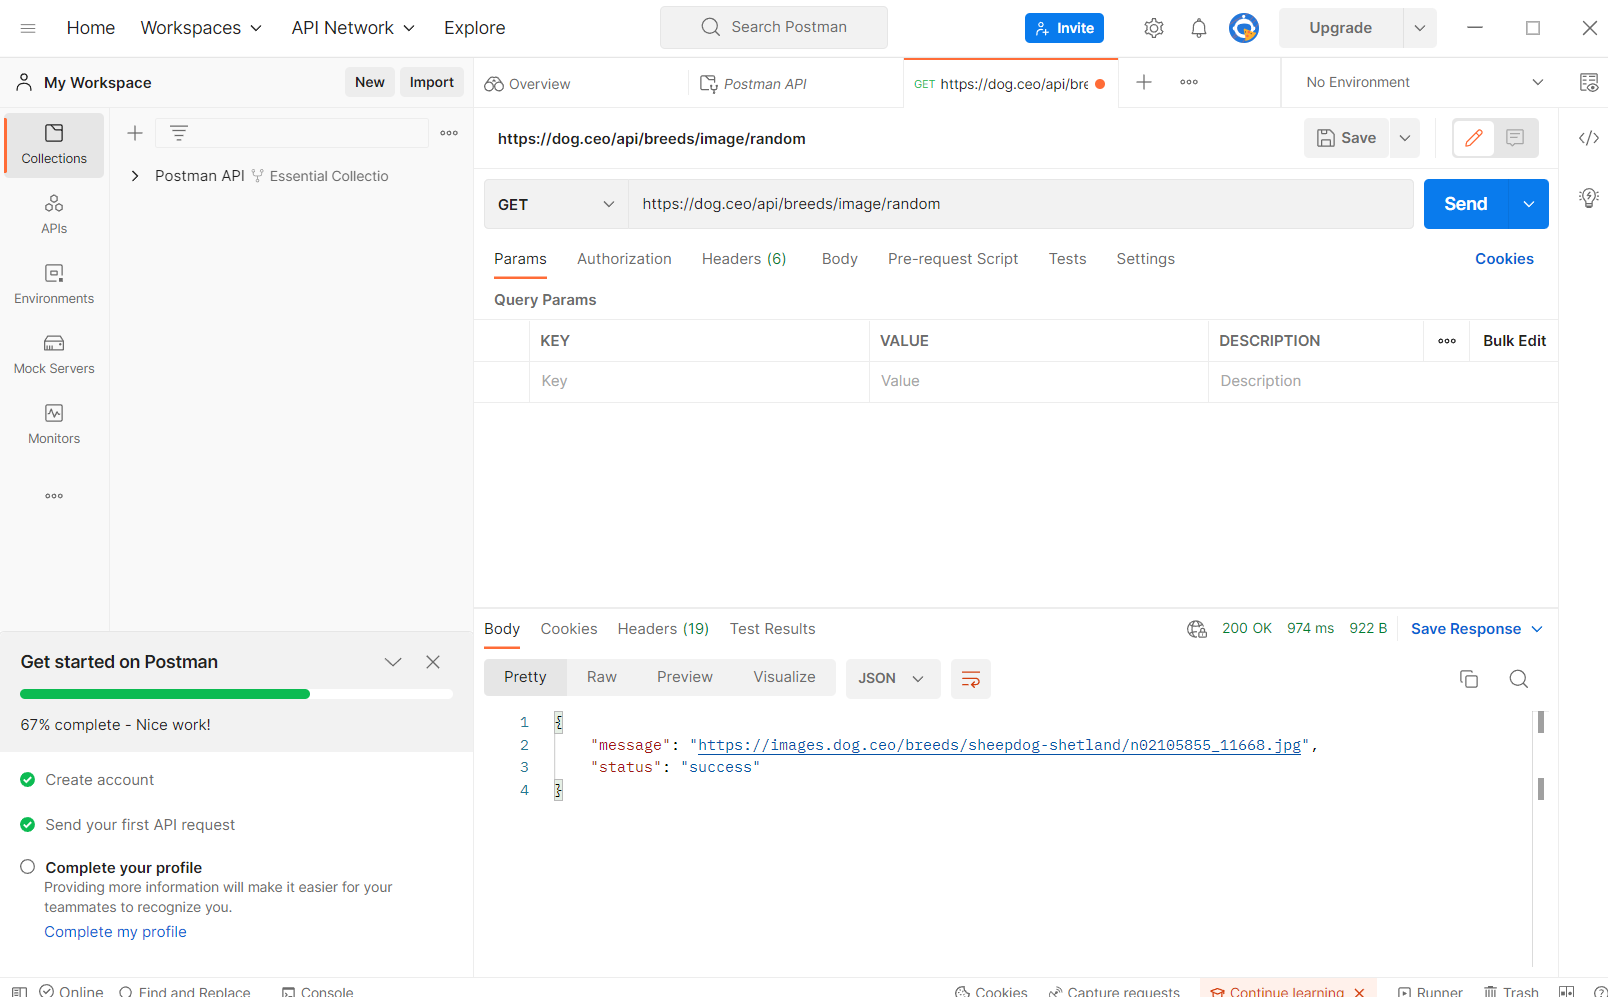 Home Workspaces API Network Explore Search Postman Invite Upgrade
My Workspace New Import Overview Postman API GET https://dog.ceo/api/bre No Environment
Collections
APIs
Environments
Mock Servers
Monitors
Postman API Essential Collectio
https://dog.ceo/api/breeds/image/random Save
GET https://dog.ceo/api/breeds/image/random Send
Params Authorization Headers (6) Body Pre-request Script Tests Settings Cookies
Query Params
KEY VALUE DESCRIPTION Bulk Edit
Key Value Description
Body Cookies Headers (19) Test Results 200 OK 974 ms 922 B Save Response
Pretty Raw Preview Visualize JSON
1 {
2 "message": "https://images.dog.ceo/breeds/sheepdog-shetland/n02105855_11668.jpg",
3 "status": "success"
4 }
Get started on Postman
67% complete - Nice work!
Create account
Send your first API request
Complete your profile
Providing more information will make it easier for your
teammates to recognize you.
Complete my profile
Online Find and Replace Console Cookies Capture requests Continue learning Runner Trash